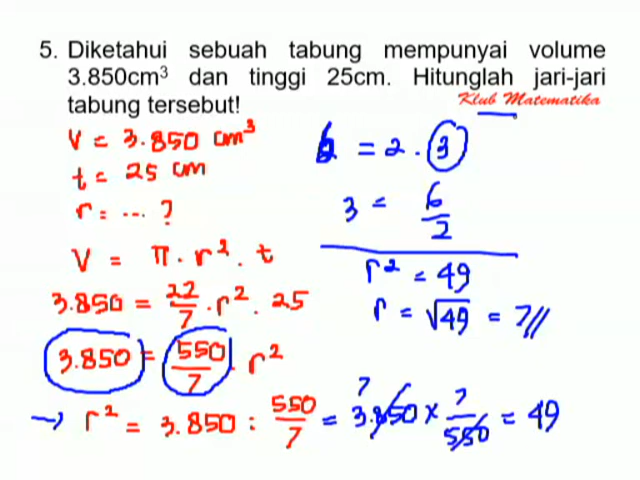 5. Diketahui sebuah tabung mempunyai volume
3.850cm³ dan tinggi 25cm. Hitunglah jari-jari
tabung tersebut!
Klub Matematika
V = 3.850 cm³
t = 25 cm
r = ... ?
V = π . r² . t
3.850 = 22/7 . r² . 25
3.850 = 550/7 . r²
→ r² = 3.850 : 550/7 = 3.850 × 7/550 = 49
7
6 = 2 . 3
3 = 6/2
r² = 49
r = √49 = 7//